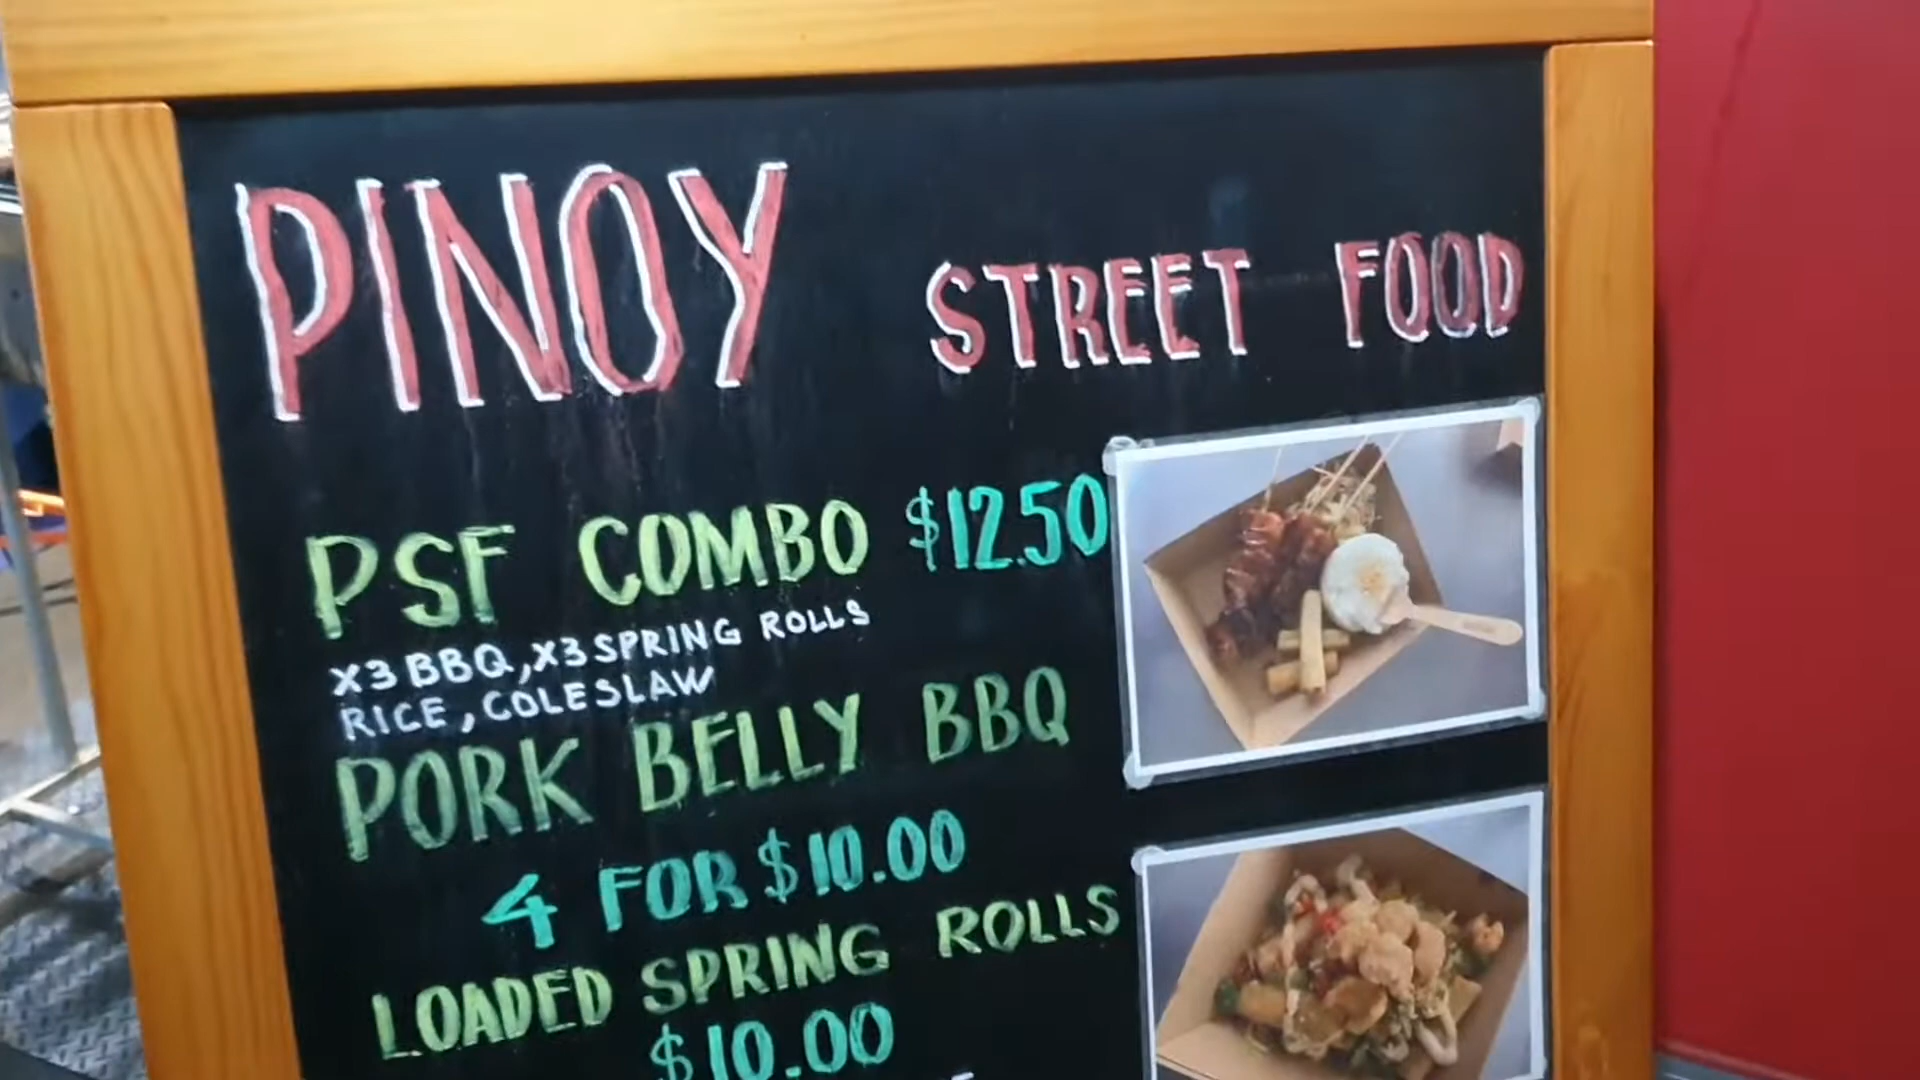 PINOY STREET FOOD
PSF COMBO $12.50
X3 BBQ, X3 SPRING ROLLS
RICE, COLESLAW
PORK BELLY BBQ
4 FOR $10.00
LOADED SPRING ROLLS
$10.00